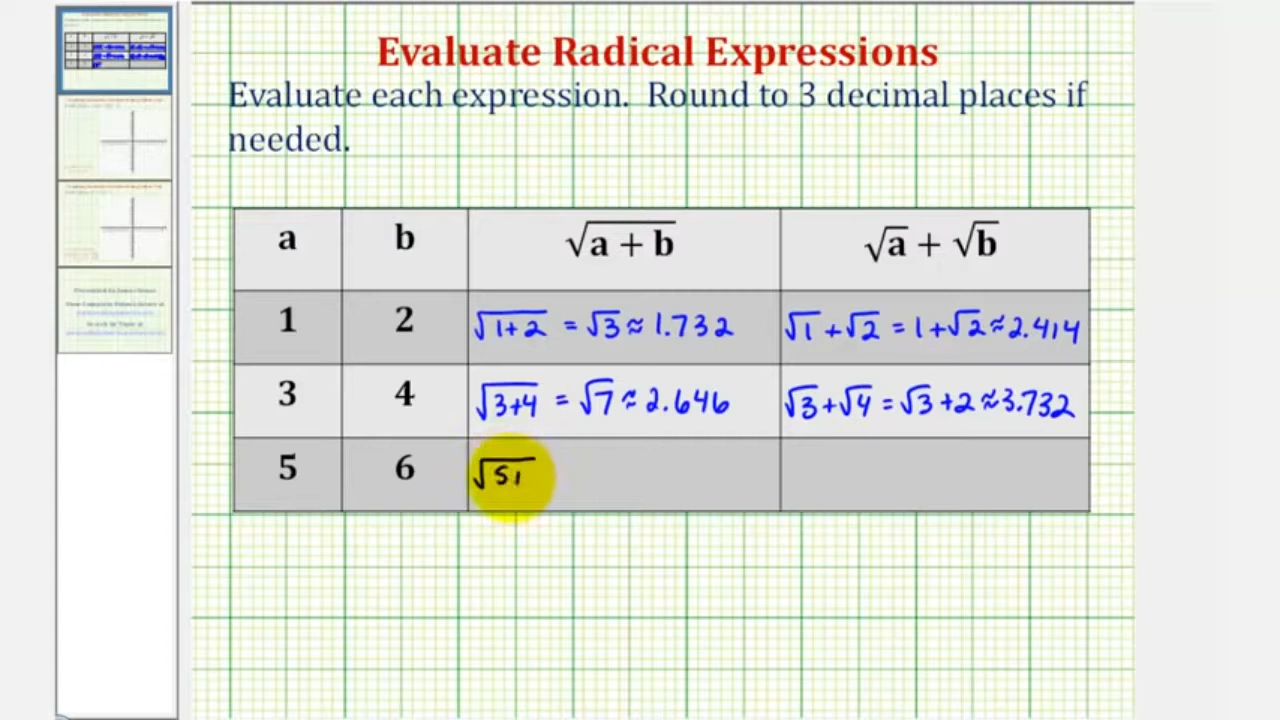 Evaluate Radical Expressions
Evaluate each expression. Round to 3 decimal places if
needed.
a b √(a + b) √a + √b
1 2 √(1+2) = √3 ≈ 1.732 √1 + √2 = 1+√2 ≈ 2.414
3 4 √(3+4) = √7 ≈ 2.646 √3 + √4 = √3 + 2 ≈ 3.732
5 6 √5